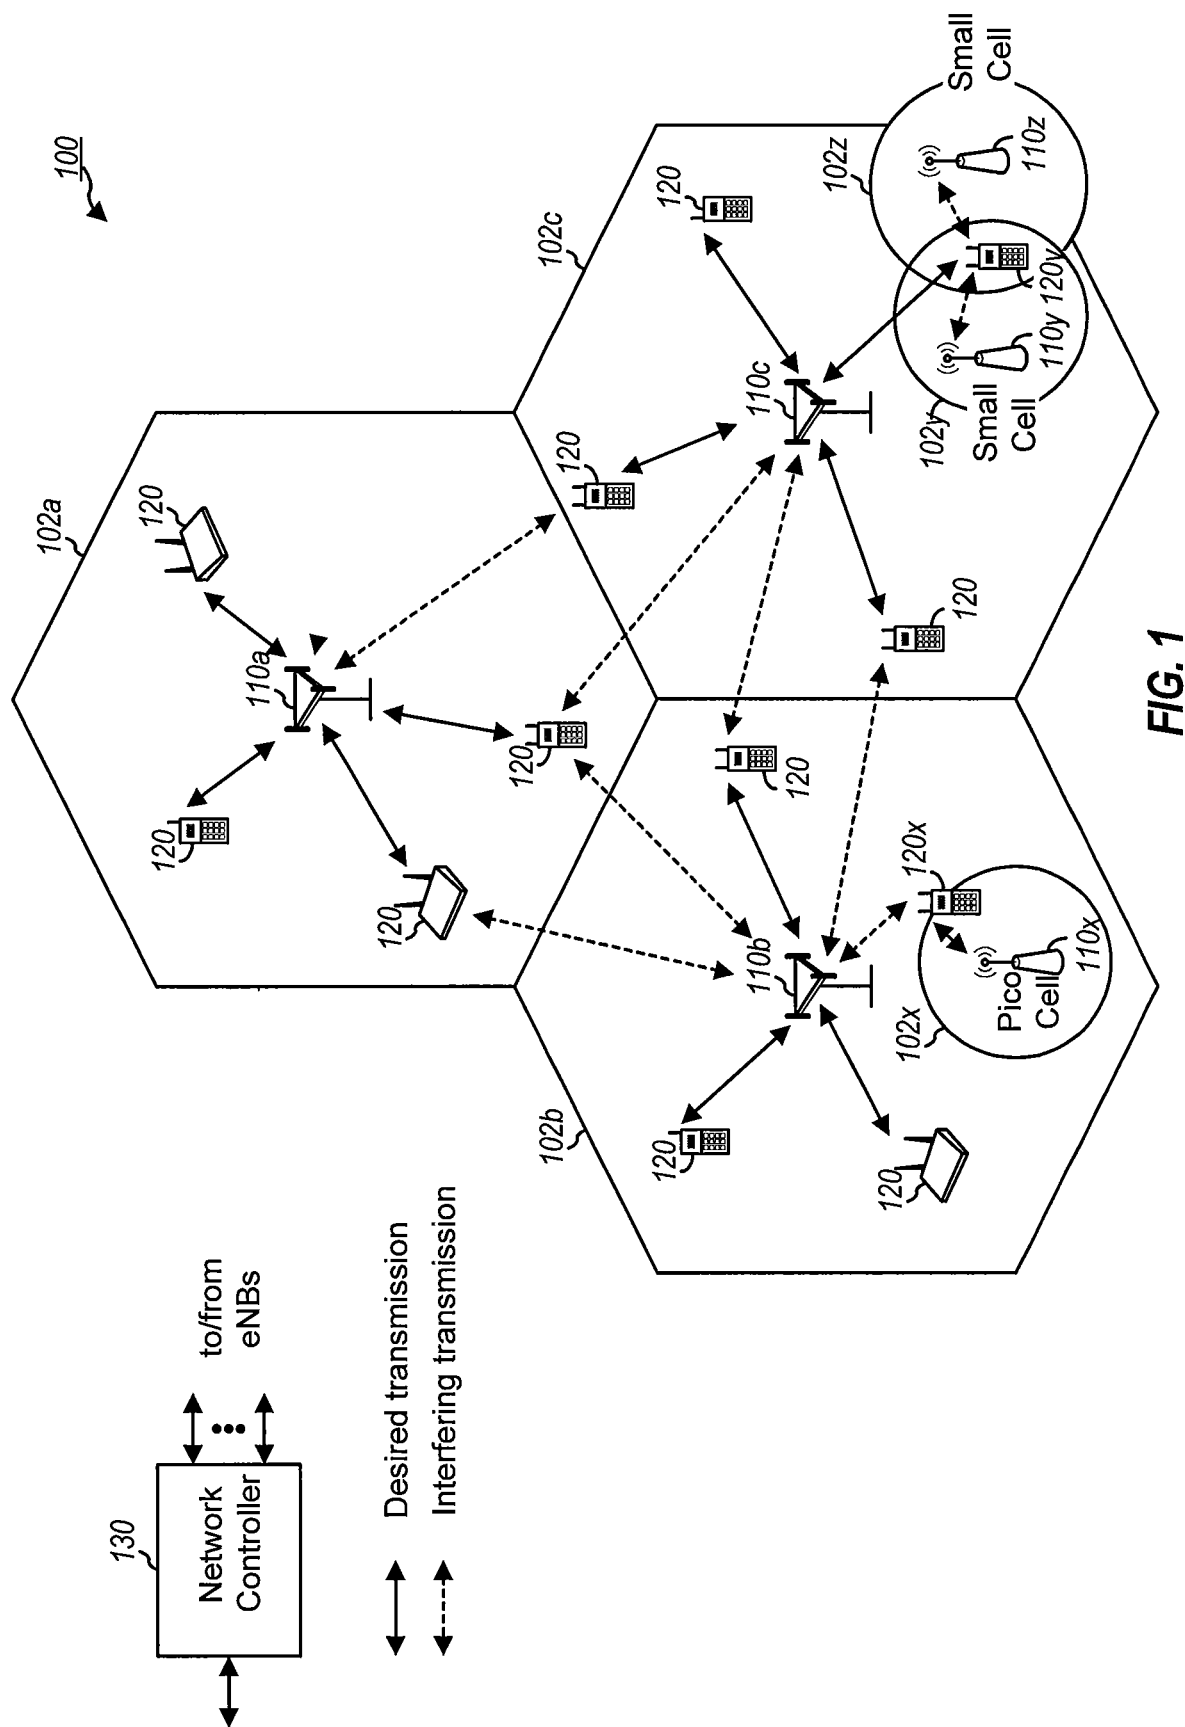 100
102a
120
110a
120
120
120
120
102c
120
120
110c
120
102z
Small
Cell
110z
120y
110y
102y
Small
Cell
102b
120
110b
120
120
120x
102x
Pico
Cell
110x
130
Network
Controller
to/from
eNBs
Desired transmission
Interfering transmission
FIG. 1